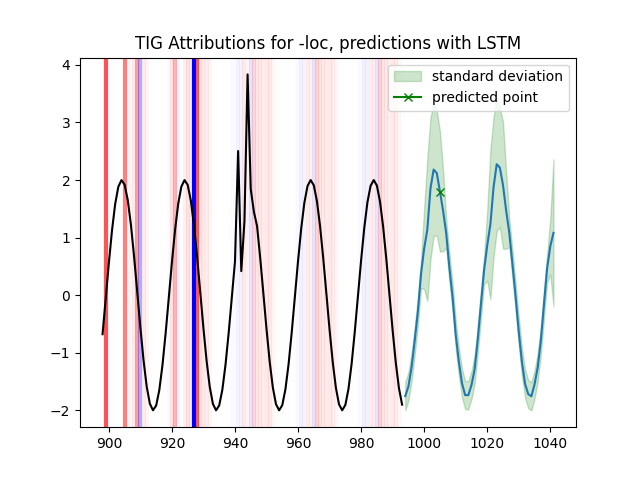 TIG Attributions for -loc, predictions with LSTM
standard deviation
predicted point
4
3
2
1
0
−1
−2
900 920 940 960 980 1000 1020 1040